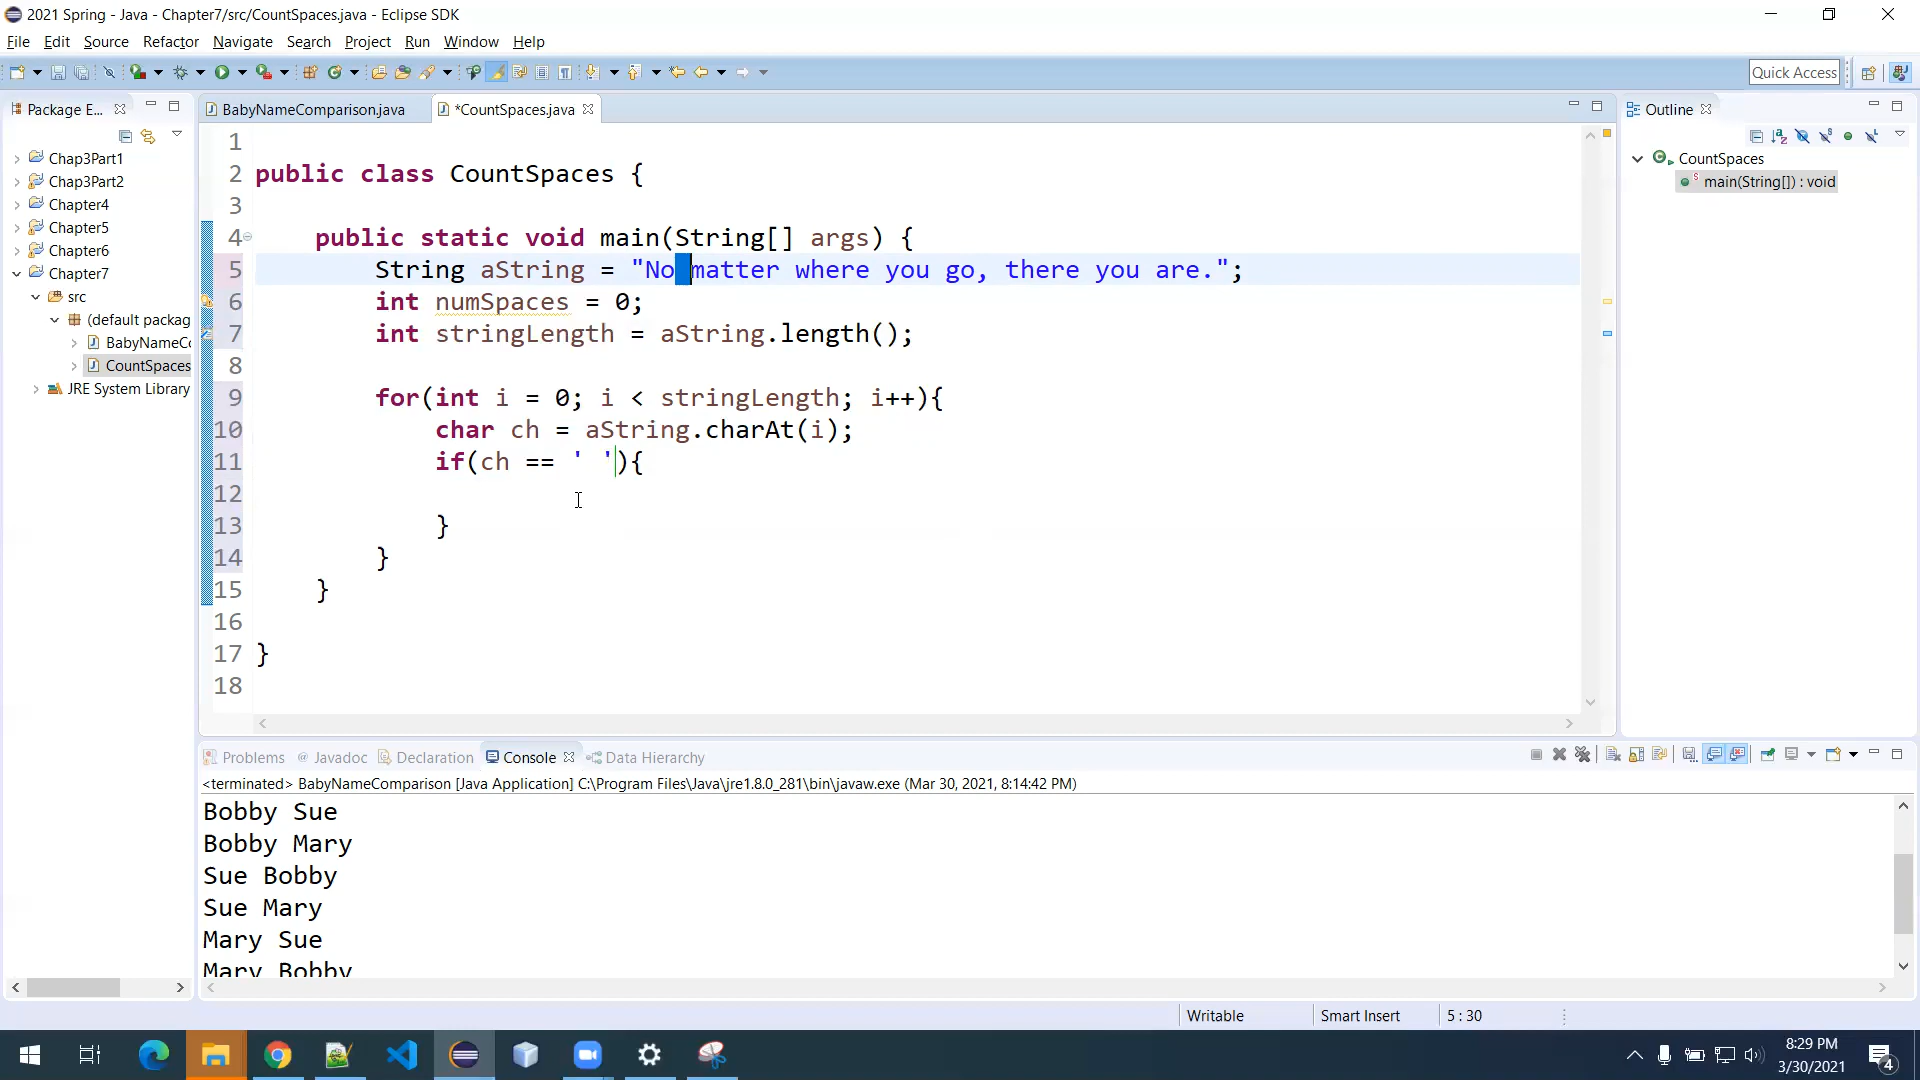 2021 Spring - Java - Chapter7/src/CountSpaces.java - Eclipse SDK
File Edit Source Refactor Navigate Search Project Run Window Help
Quick Access
Package E...
BabyNameComparison.java
*CountSpaces.java
Outline
Chap3Part1
Chap3Part2
Chapter4
Chapter5
Chapter6
Chapter7
src
(default packag
BabyNameCo
CountSpaces
JRE System Library
1
2 public class CountSpaces {
3
4 public static void main(String[] args) {
5 String aString = "No matter where you go, there you are.";
6 int numSpaces = 0;
7 int stringLength = aString.length();
8
9 for(int i = 0; i < stringLength; i++){
10 char ch = aString.charAt(i);
11 if(ch == ' '){
12
13 }
14 }
15 }
16
17 }
18
CountSpaces
main(String[]) : void
Problems @ Javadoc Declaration Console Data Hierarchy
<terminated> BabyNameComparison [Java Application] C:\Program Files\Java\jre1.8.0_281\bin\javaw.exe (Mar 30, 2021, 8:14:42 PM)
Bobby Sue
Bobby Mary
Sue Bobby
Sue Mary
Mary Sue
Mary Bobby
Writable Smart Insert 5 : 30
8:29 PM
3/30/2021
4